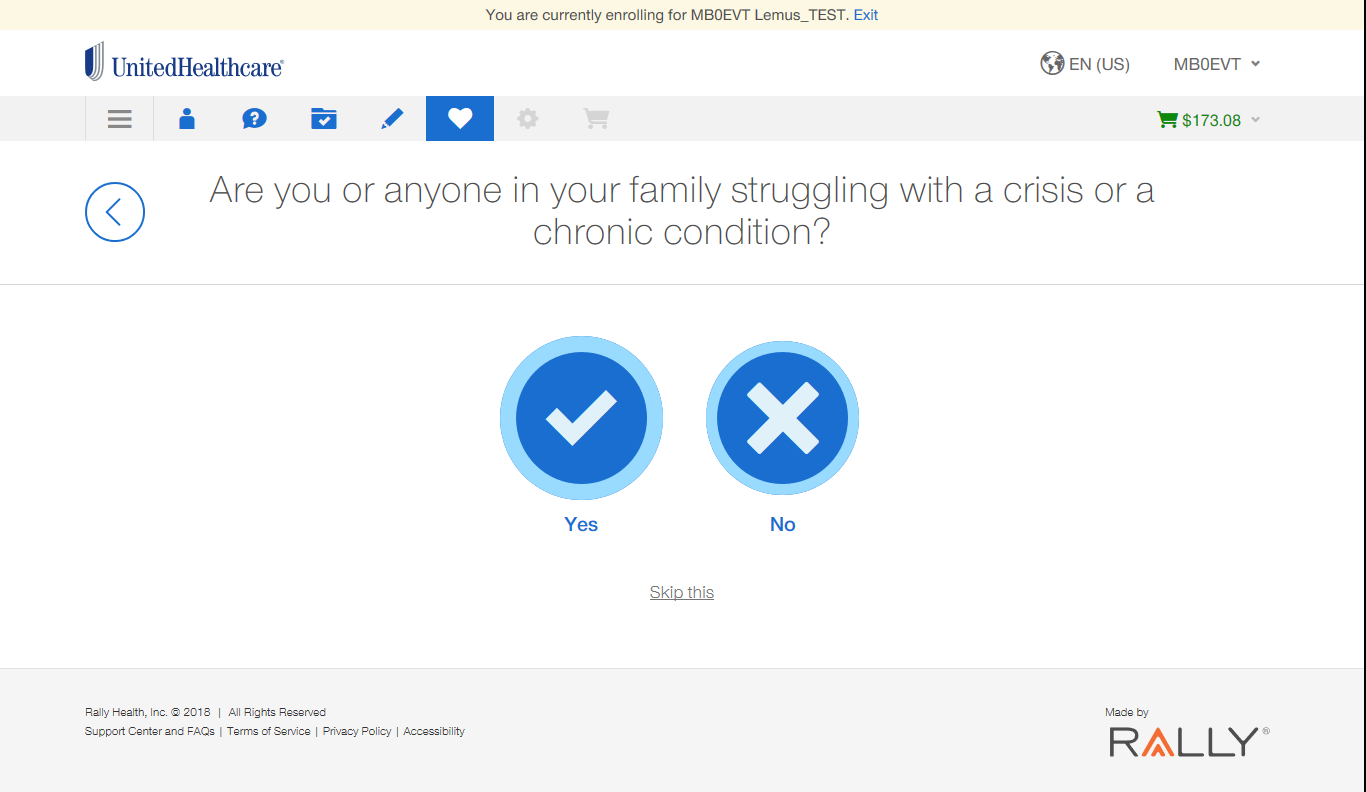 You are currently enrolling for MB0EVT Lemus_TEST. Exit
UnitedHealthcare®
EN (US)
MB0EVT
$173.08
Are you or anyone in your family struggling with a crisis or a
chronic condition?
Yes
No
Skip this
Rally Health, Inc. © 2018 | All Rights Reserved
Support Center and FAQs | Terms of Service | Privacy Policy | Accessibility
Made by
RALLY®